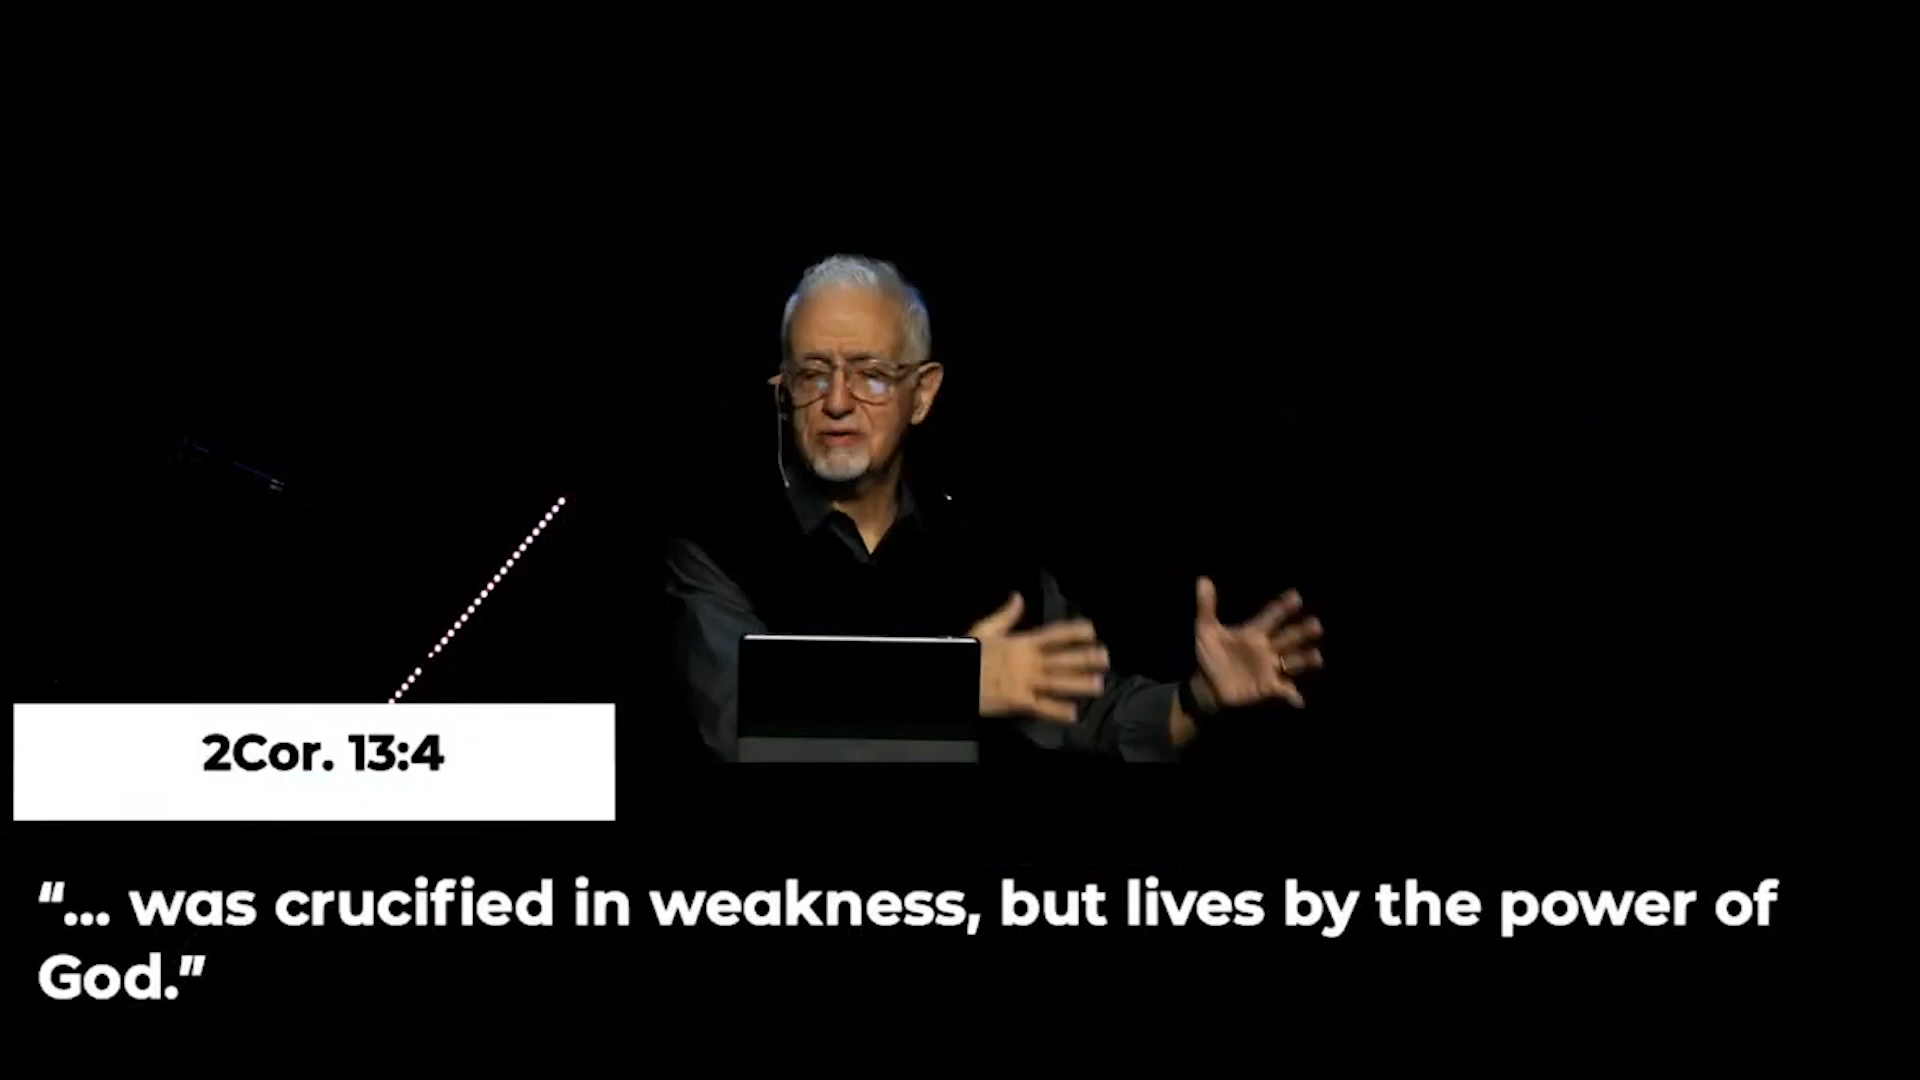 2Cor. 13:4
“... was crucified in weakness, but lives by the power of
God.”